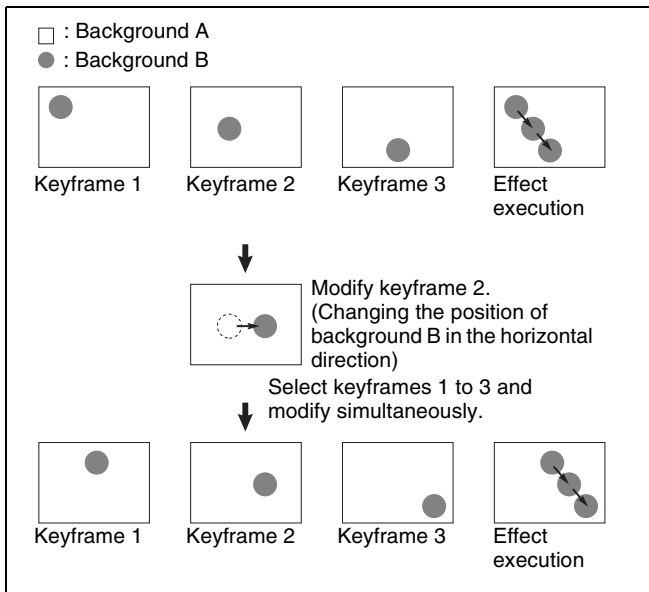 : Background A
: Background B
Keyframe 1
Keyframe 2
Keyframe 3
Effect
execution
Modify keyframe 2.
(Changing the position of
background B in the horizontal
direction)
Select keyframes 1 to 3 and
modify simultaneously.
Keyframe 1
Keyframe 2
Keyframe 3
Effect
execution